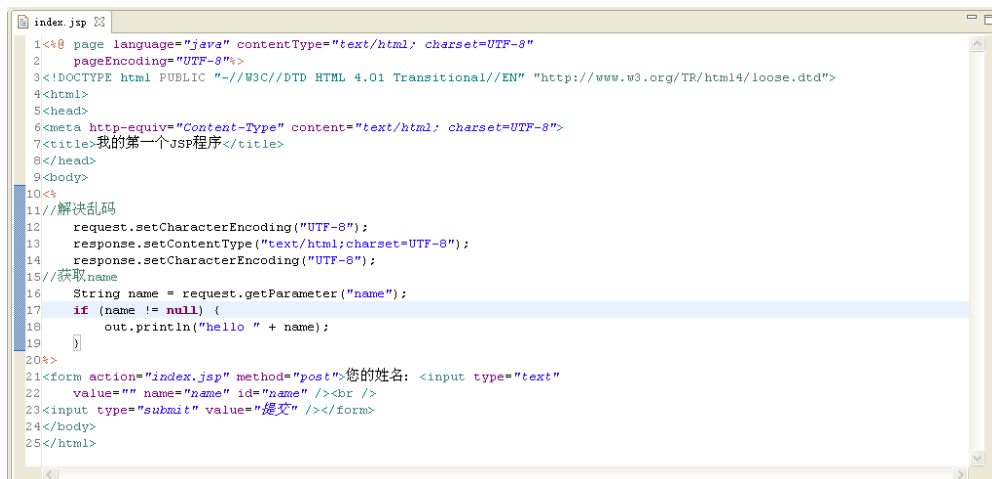 index.jsp
1<%@ page language="java" contentType="text/html; charset=UTF-8"
2    pageEncoding="UTF-8"%>
3<!DOCTYPE html PUBLIC "-//W3C//DTD HTML 4.01 Transitional//EN" "http://www.w3.org/TR/html4/loose.dtd">
4<html>
5<head>
6<meta http-equiv="Content-Type" content="text/html; charset=UTF-8">
7<title>我的第一个JSP程序</title>
8</head>
9<body>
10<%
11//解决乱码
12    request.setCharacterEncoding("UTF-8");
13    response.setContentType("text/html;charset=UTF-8");
14    response.setCharacterEncoding("UTF-8");
15//获取name
16    String name = request.getParameter("name");
17    if (name != null) {
18        out.println("hello " + name);
19    }
20%>
21<form action="index.jsp" method="post">您的姓名: <input type="text"
22    value="" name="name" id="name" /><br />
23<input type="submit" value="提交" /></form>
24</body>
25</html>